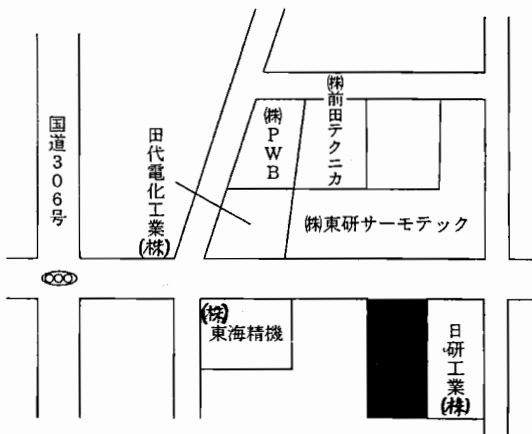 国道306号
田代電化工業(株)
㈱PWB
㈱前田テクニカ
㈱東研サーモテック
(株)
東海精機
日研工業(株)